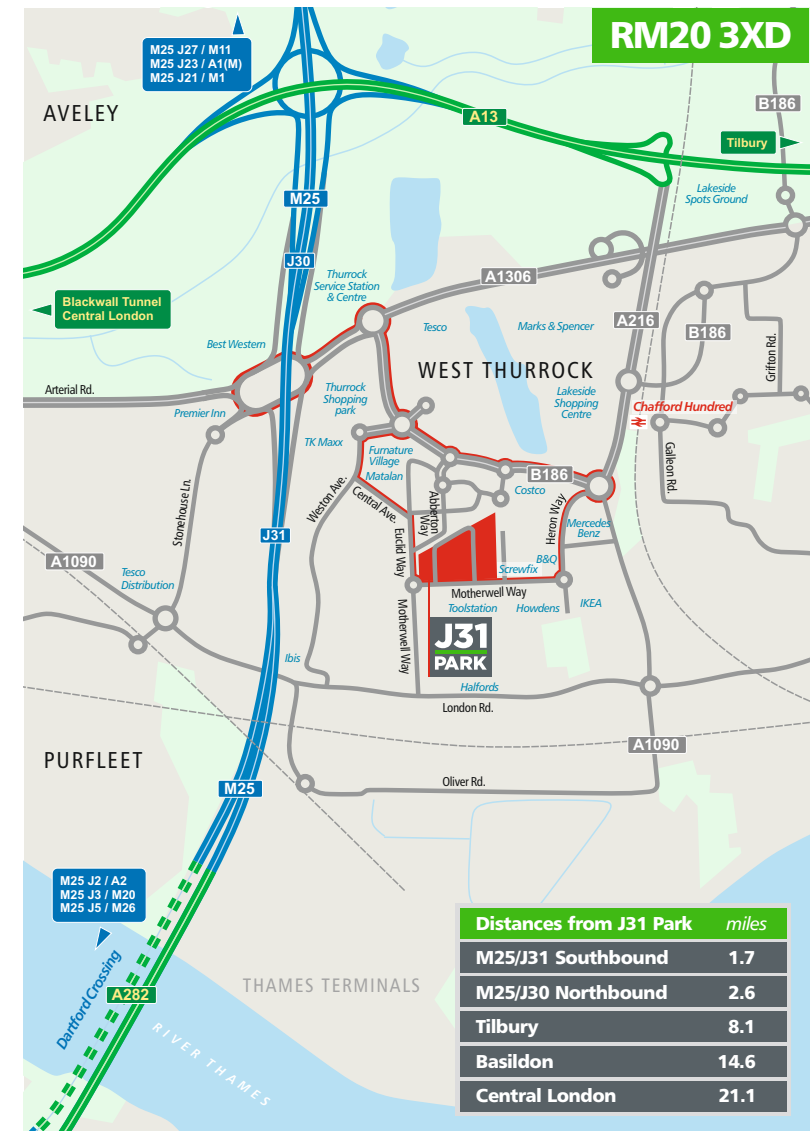 RM20 3XD
M25 J27 / M11
M25 J23 / A1(M)
M25 J21 / M1
AVELEY
B186
A13
Tilbury
M25
Lakeside
Spots Ground
J30
Thurrock
Service Station
& Centre
A1306
Blackwall Tunnel
Central London
Best Western
Tesco
Marks & Spencer
A216
B186
Grifton Rd.
WEST THURROCK
Arterial Rd.
Thurrock
Shopping
park
Lakeside
Shopping
Centre
Chafford Hundred
Premier Inn
TK Maxx
Furnature
Village
Matalan
B186
Costco
Galleon Rd.
Stonehouse Ln.
Weston Ave.
Central Ave.
Abberton
Way
Heron Way
Mercedes
Benz
J31
Euclid Way
A1090
B&Q
Screwfix
Tesco
Distribution
Motherwell Way
Toolstation
Howdens
IKEA
Motherwell Way
J31
PARK
Ibis
Halfords
London Rd.
A1090
PURFLEET
Oliver Rd.
M25
M25 J2 / A2
M25 J3 / M20
M25 J5 / M26
Dartford Crossing
A282
THAMES TERMINALS
RIVER THAMES
Distances from J31 Park miles
M25/J31 Southbound 1.7
M25/J30 Northbound 2.6
Tilbury 8.1
Basildon 14.6
Central London 21.1